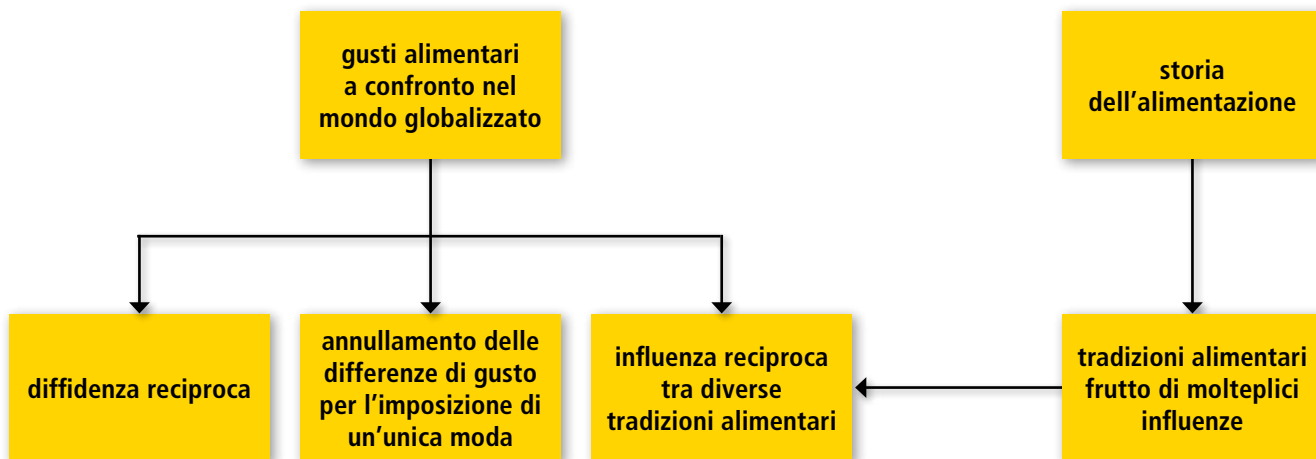 gusti alimentari
a confronto nel
mondo globalizzato
storia
dell’alimentazione
diffidenza reciproca
annullamento delle
differenze di gusto
per l’imposizione di
un’unica moda
influenza reciproca
tra diverse
tradizioni alimentari
tradizioni alimentari
frutto di molteplici
influenze